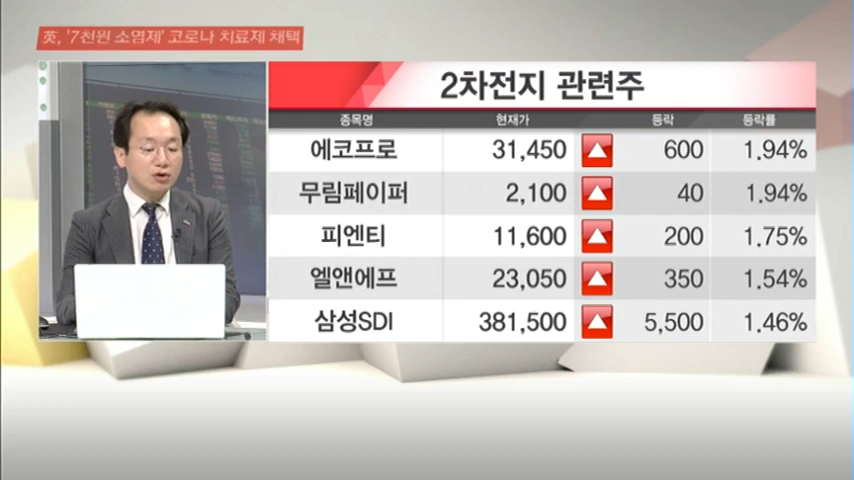 英, '7천원 소염제' 코로나 치료제 채택
2차전지 관련주
종목명 현재가 등락 등락률
에코프로 31,450 600 1.94%
무림페이퍼 2,100 40 1.94%
피엔티 11,600 200 1.75%
엘앤에프 23,050 350 1.54%
삼성SDI 381,500 5,500 1.46%